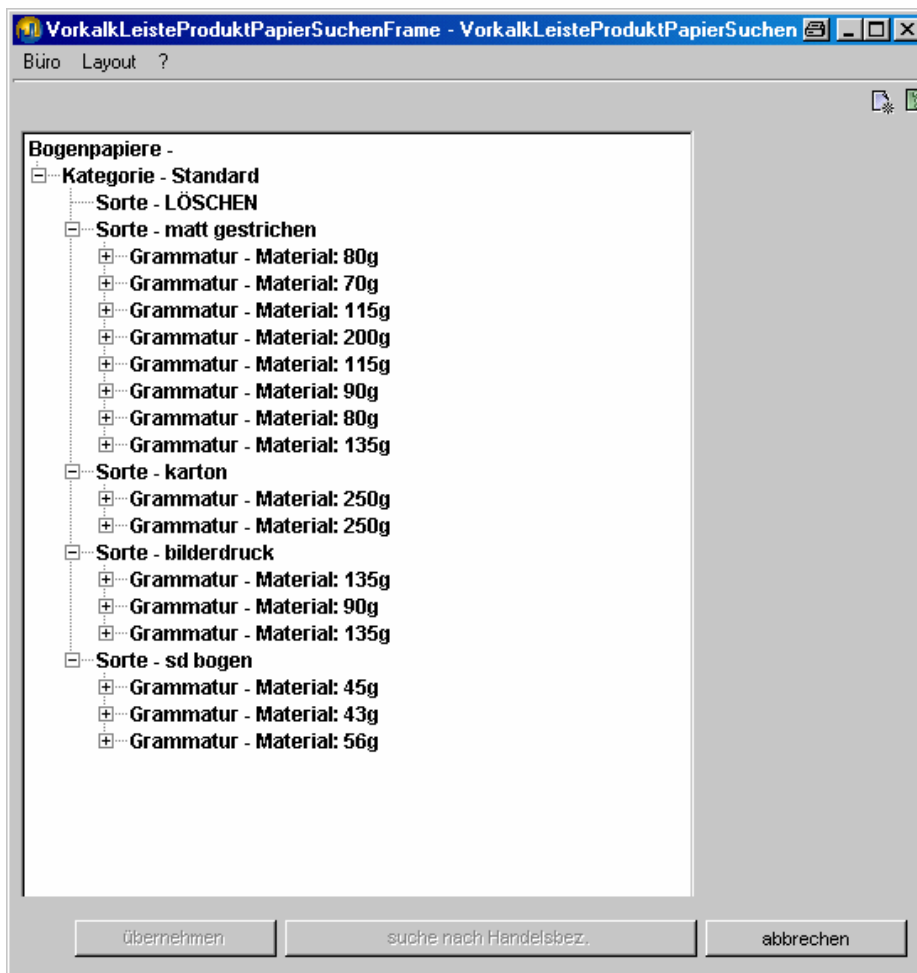 VorkalkLeisteProduktPapierSuchenFrame - VorkalkLeisteProduktPapierSuchen
Büro Layout ?
Bogenpapiere -
Kategorie - Standard
Sorte - LÖSCHEN
Sorte - matt gestrichen
Grammatur - Material: 80g
Grammatur - Material: 70g
Grammatur - Material: 115g
Grammatur - Material: 200g
Grammatur - Material: 115g
Grammatur - Material: 90g
Grammatur - Material: 80g
Grammatur - Material: 135g
Sorte - karton
Grammatur - Material: 250g
Grammatur - Material: 250g
Sorte - bilderdruck
Grammatur - Material: 135g
Grammatur - Material: 90g
Grammatur - Material: 135g
Sorte - sd bogen
Grammatur - Material: 45g
Grammatur - Material: 43g
Grammatur - Material: 56g
übernehmen suche nach Handelsbez. abbrechen